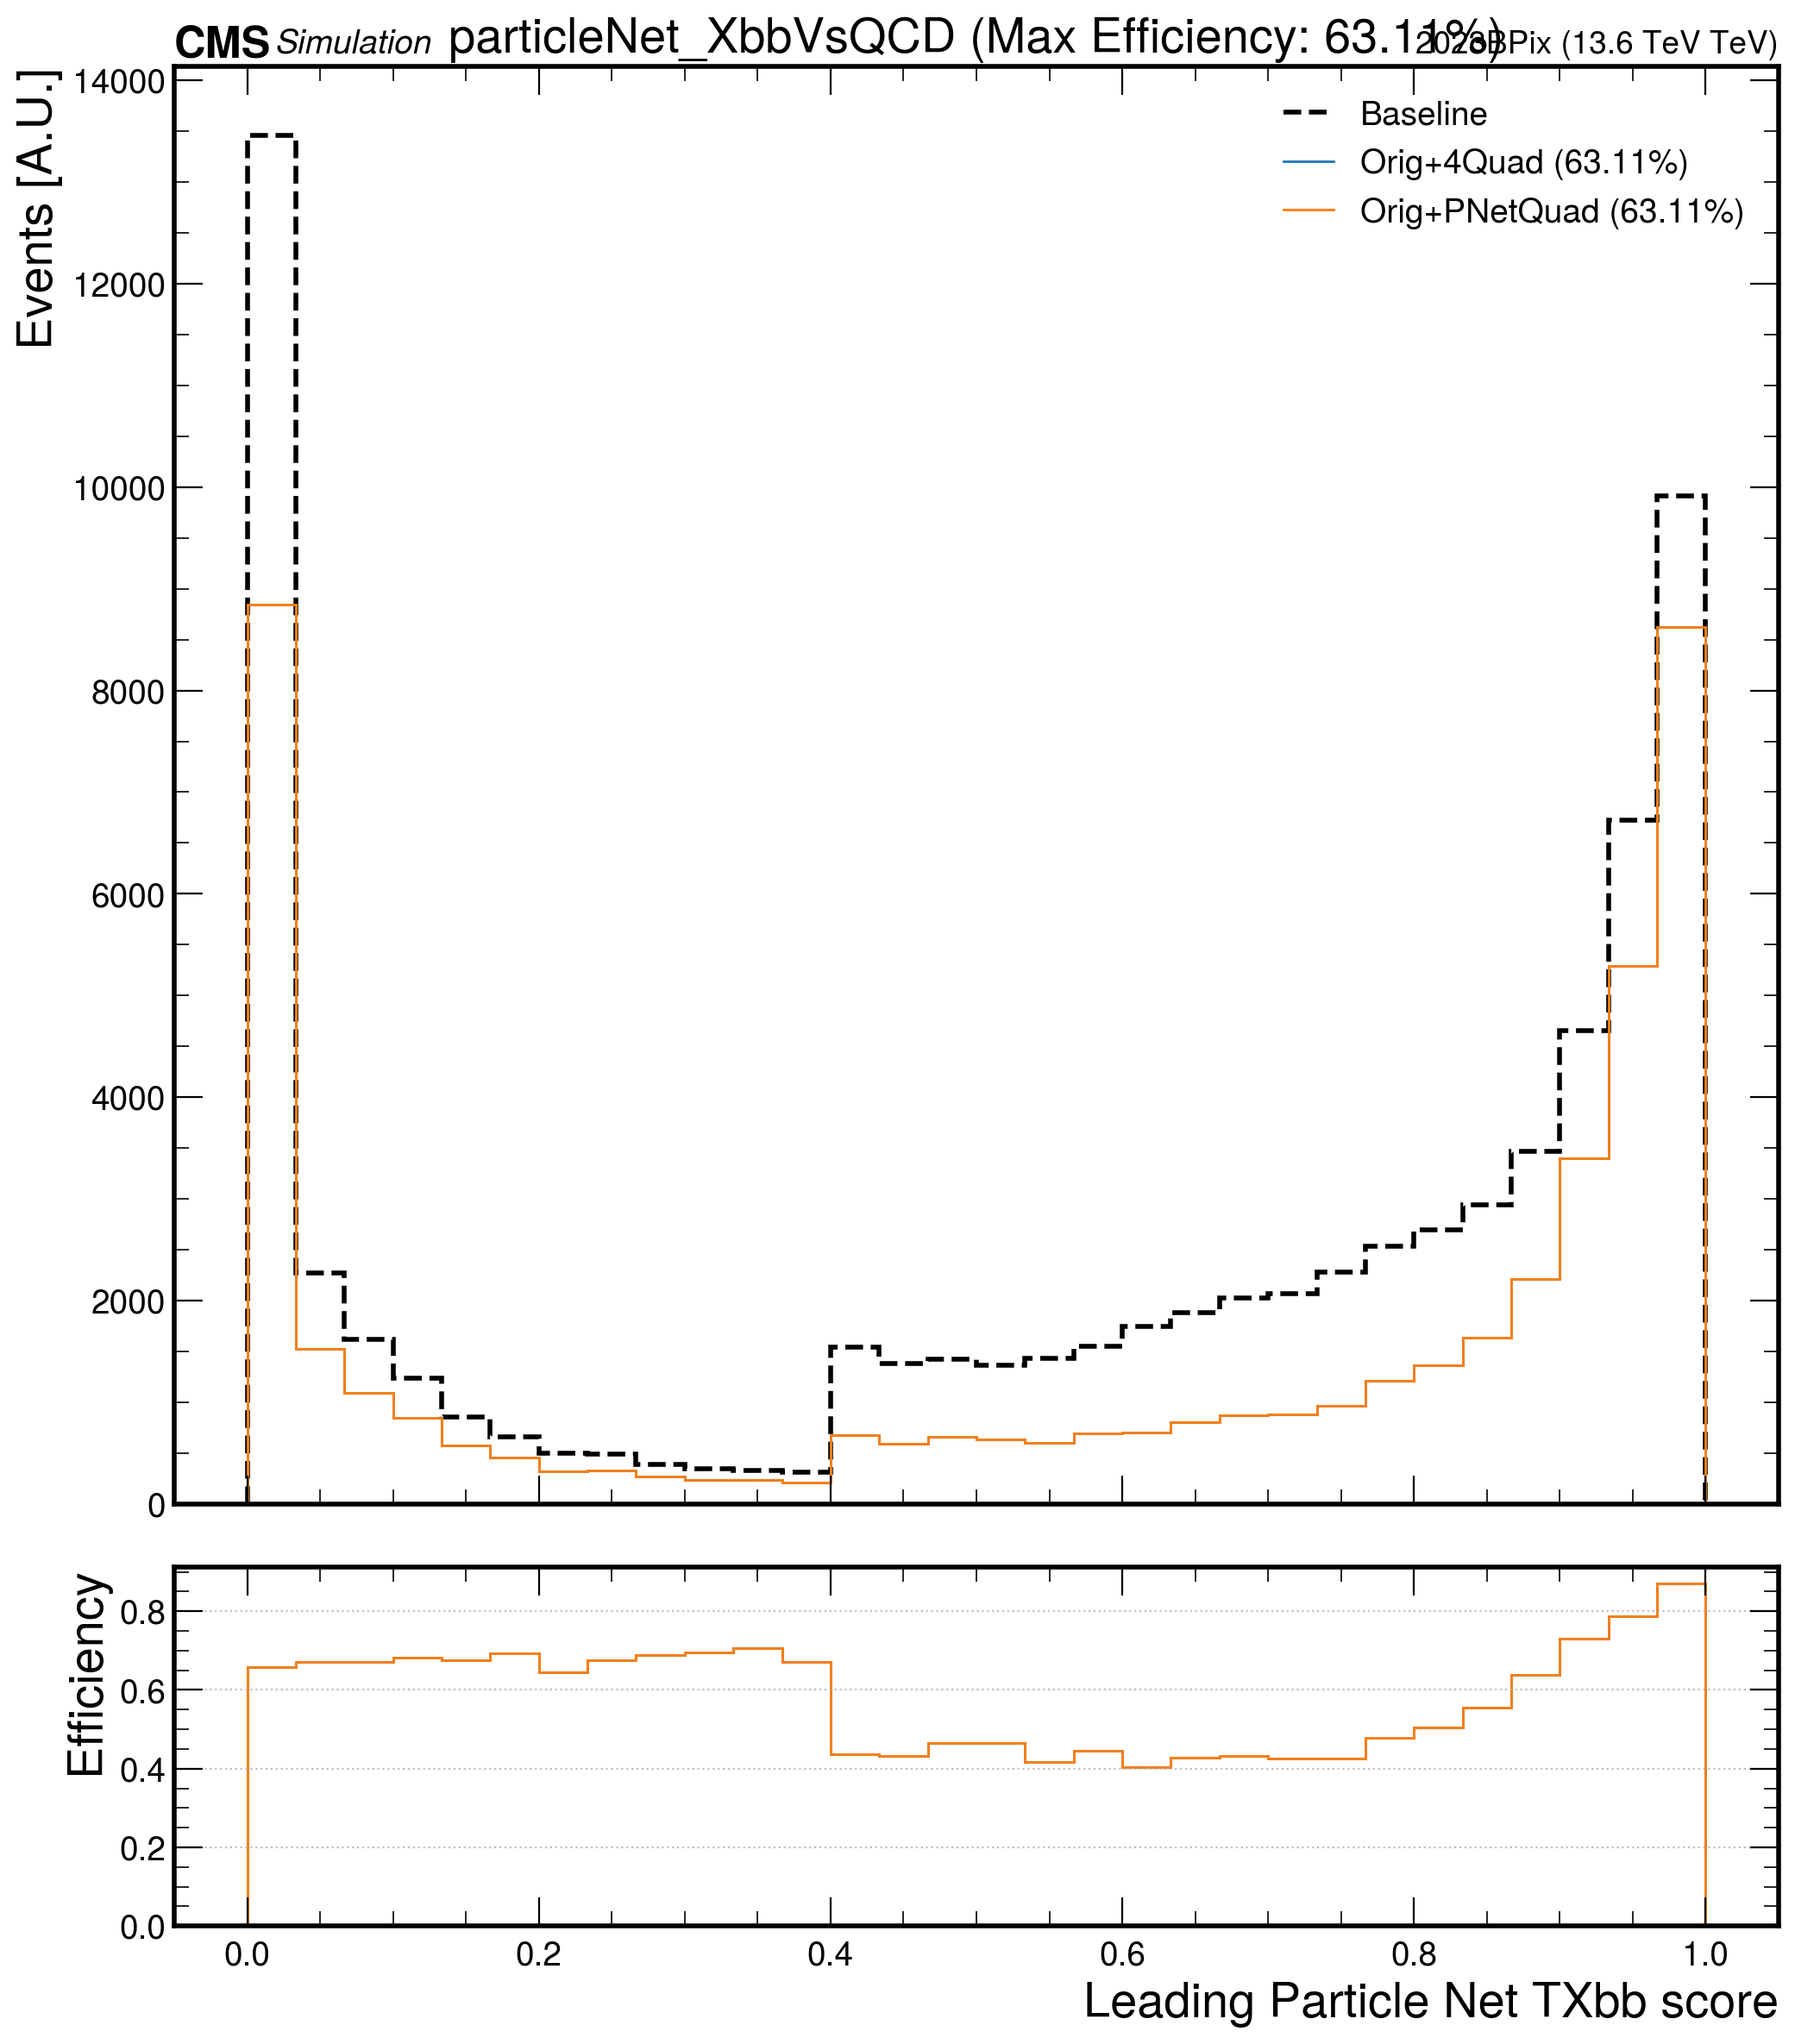 CMS Simulation particleNet_XbbVsQCD (Max Efficiency: 63.11%) 2023BPix (13.6 TeV TeV)
Events [A.U.]
14000
12000
10000
8000
6000
4000
2000
0
Baseline
Orig+4Quad (63.11%)
Orig+PNetQuad (63.11%)
Efficiency
0.8
0.6
0.4
0.2
0.0
0.0 0.2 0.4 0.6 0.8 1.0
Leading Particle Net TXbb score